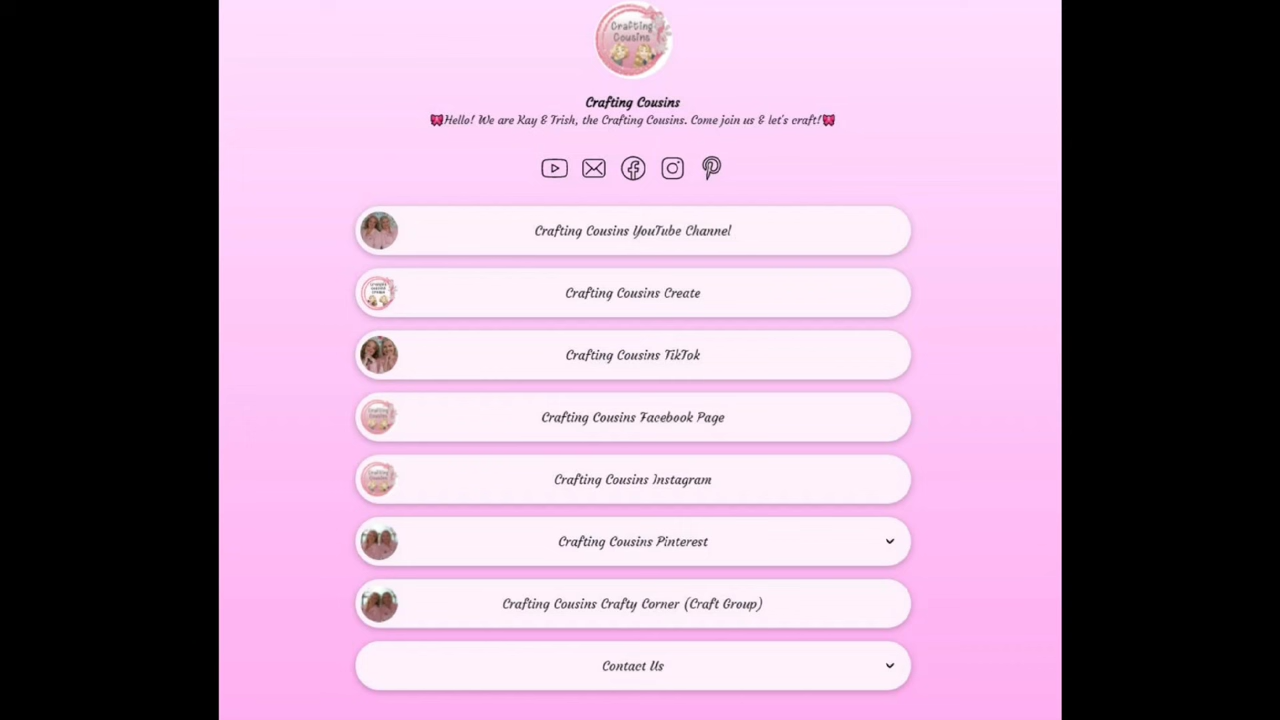 Crafting
Cousins
Crafting Cousins
Hello! We are Kay & Trish, the Crafting Cousins. Come join us & let's craft!
Crafting Cousins YouTube Channel
Crafting Cousins Create
Crafting Cousins TikTok
Crafting Cousins Facebook Page
Crafting Cousins Instagram
Crafting Cousins Pinterest
Crafting Cousins Crafty Corner (Craft Group)
Contact Us